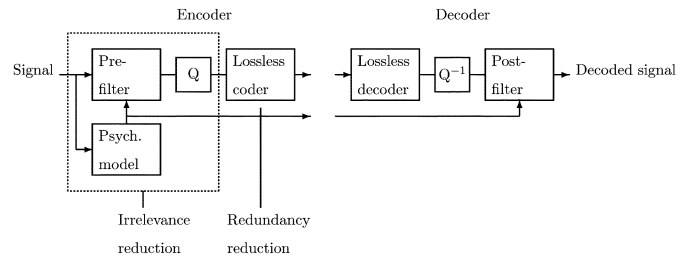 Encoder
Decoder
Signal
Pre-
filter
Q
Lossless
coder
Lossless
decoder
Q⁻¹
Post-
filter
Decoded signal
Psych.
model
Irrelevance
reduction
Redundancy
reduction